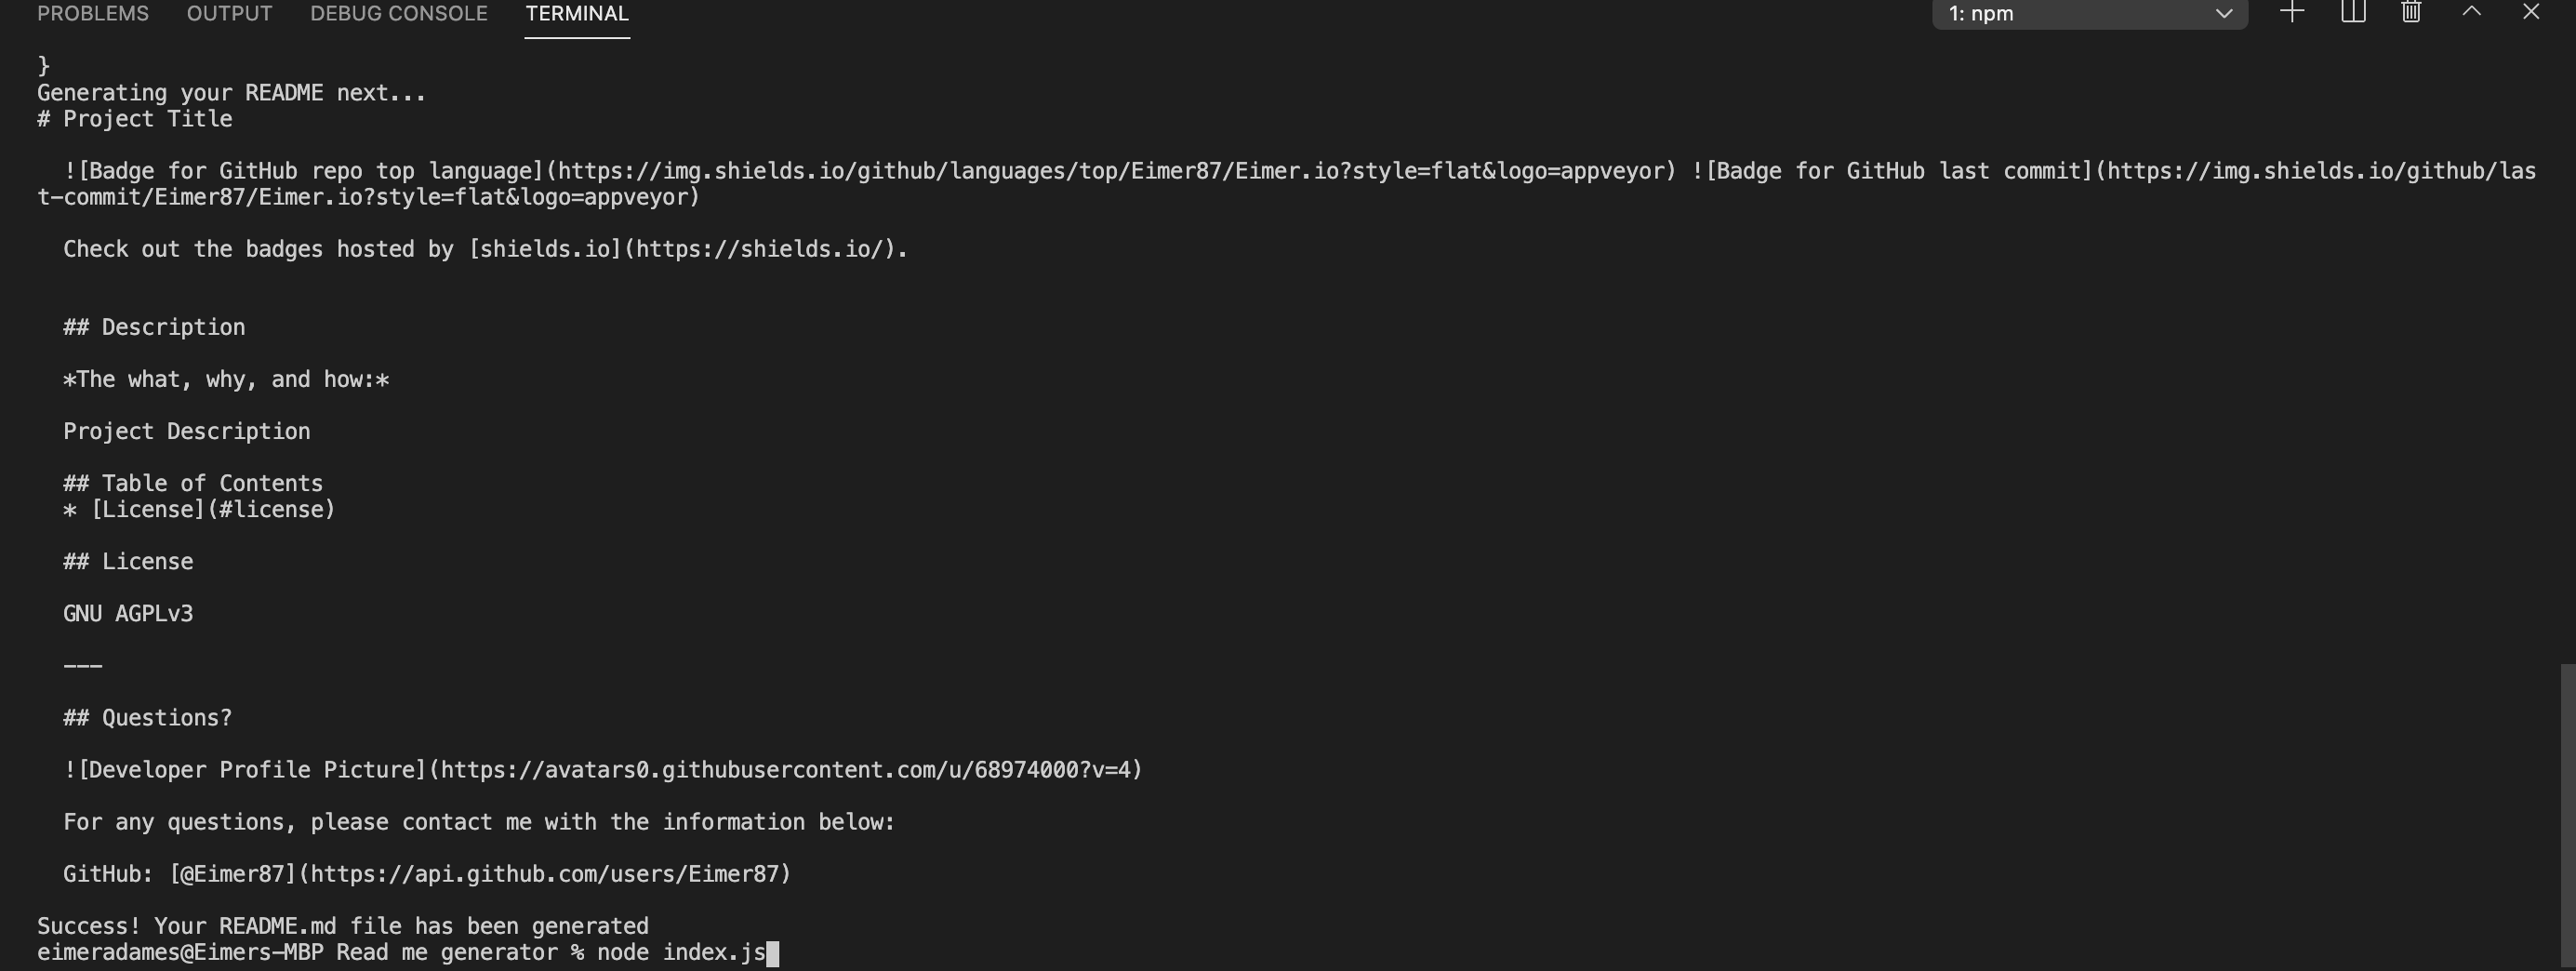 PROBLEMS OUTPUT DEBUG CONSOLE TERMINAL 1: npm
}
Generating your README next...
# Project Title
![Badge for GitHub repo top language](https://img.shields.io/github/languages/top/Eimer87/Eimer.io?style=flat&logo=appveyor) ![Badge for GitHub last commit](https://img.shields.io/github/las
t-commit/Eimer87/Eimer.io?style=flat&logo=appveyor)
Check out the badges hosted by [shields.io](https://shields.io/).
## Description
*The what, why, and how:*
Project Description
## Table of Contents
* [License](#license)
## License
GNU AGPLv3
---
## Questions?
![Developer Profile Picture](https://avatars0.githubusercontent.com/u/68974000?v=4)
For any questions, please contact me with the information below:
GitHub: [@Eimer87](https://api.github.com/users/Eimer87)
Success! Your README.md file has been generated
eimeradames@Eimers-MBP Read me generator % node index.js